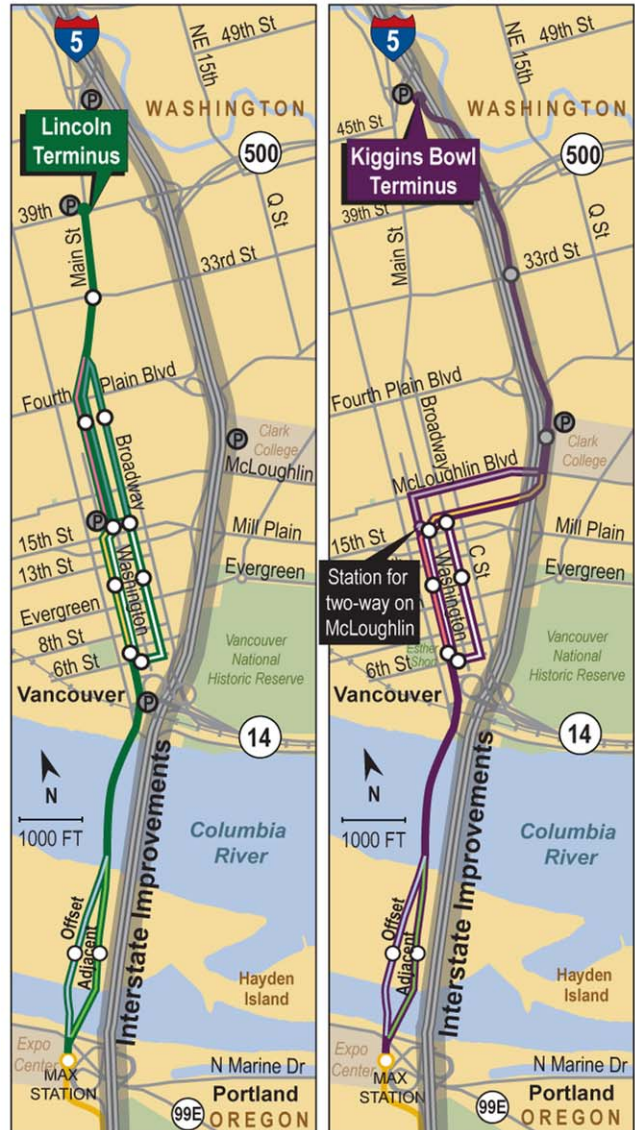 5
49th St
NE 15th
P
WASHINGTON
Lincoln
Terminus
500
P
39th
Main St
Q St
33rd St
Fourth Plain Blvd
Broadway
P
Clark
College
McLoughlin
P
15th St
Mill Plain
13th St
Washington
Evergreen
Evergreen
8th St
6th St
Vancouver
National
Historic Reserve
Vancouver
P
14
N
1000 FT
Columbia
River
Interstate Improvements
Offset
Adjacent
Hayden
Island
Expo
Center
MAX
STATION
N Marine Dr
Portland
99E
OREGON
5
49th St
NE 15th
P
WASHINGTON
45th St
Kiggins Bowl
Terminus
500
39th St
Main St
Q St
33rd St
Fourth Plain Blvd
Broadway
P
Clark
College
McLoughlin Blvd
15th St
Mill Plain
Evergreen
Station for
two-way on
McLoughlin
Washington
C St
6th St
Vancouver
National
Historic Reserve
Vancouver
14
N
1000 FT
Columbia
River
Interstate Improvements
Offset
Adjacent
Hayden
Island
Expo
Center
MAX
STATION
N Marine Dr
Portland
99E
OREGON